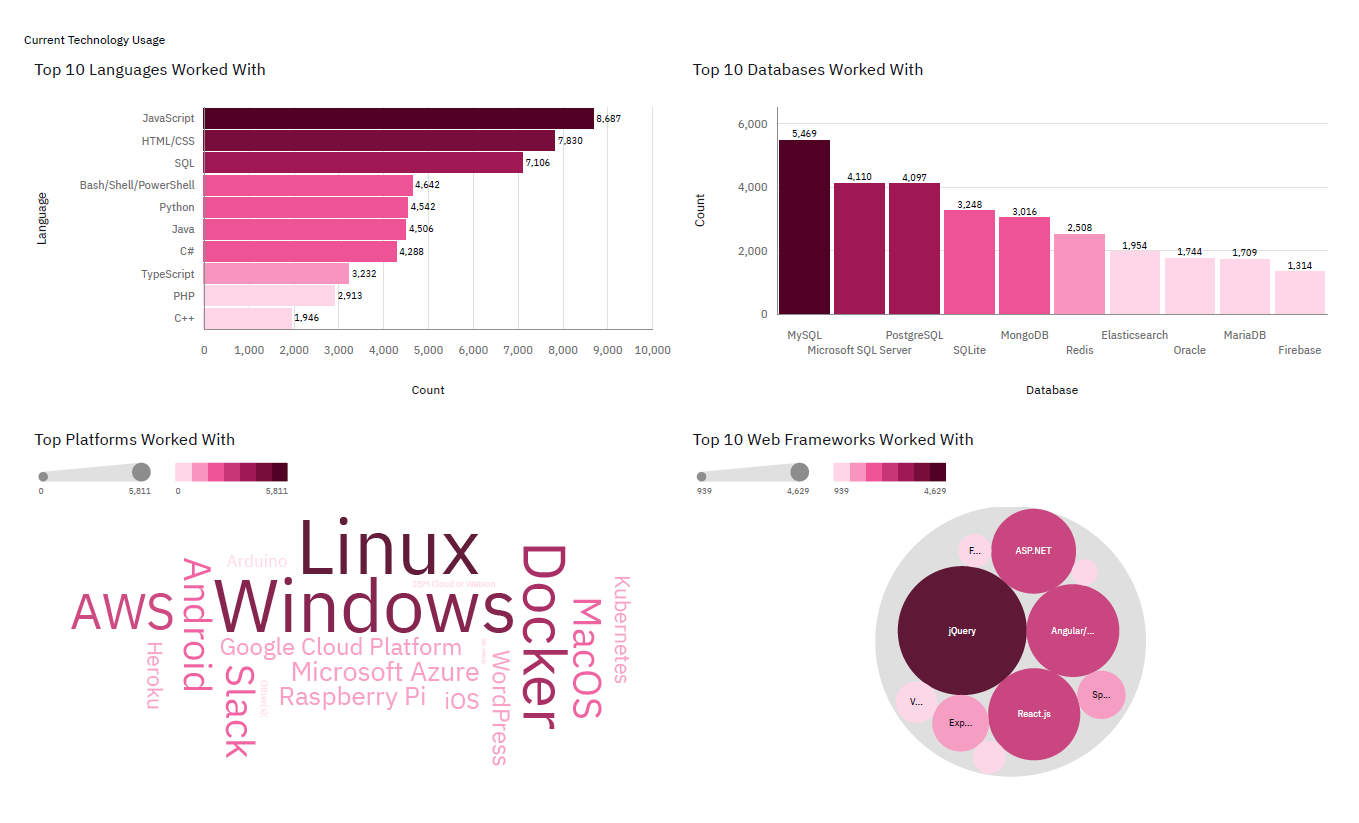 Current Technology Usage
Top 10 Languages Worked With
Language
JavaScript 8,687
HTML/CSS 7,830
SQL 7,106
Bash/Shell/PowerShell 4,642
Python 4,542
Java 4,506
C# 4,288
TypeScript 3,232
PHP 2,913
C++ 1,946
0 1,000 2,000 3,000 4,000 5,000 6,000 7,000 8,000 9,000 10,000
Count
Top 10 Databases Worked With
Count
6,000
4,000
2,000
0
5,469 4,110 4,097 3,248 3,016 2,508 1,954 1,744 1,709 1,314
MySQL PostgreSQL MongoDB Elasticsearch MariaDB
Microsoft SQL Server SQLite Redis Oracle Firebase
Database
Top Platforms Worked With
0 5,811 0 5,811
Linux
Arduino
IBM Cloud or Watson
Windows
AWS
Android
Docker
MacOS
Kubernetes
Google Cloud Platform
Heroku
Microsoft Azure
Slack
Raspberry Pi
iOS
WordPress
Top 10 Web Frameworks Worked With
939 4,629 939 4,629
F... ASP.NET
jQuery Angular/...
V... Sp...
Exp... React.js